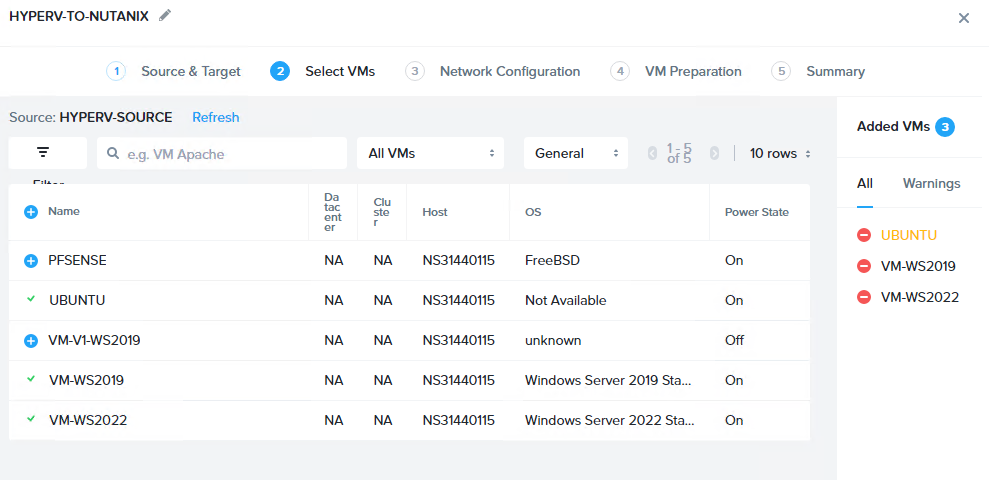 HYPERV-TO-NUTANIX
1 Source & Target 2 Select VMs 3 Network Configuration 4 VM Preparation 5 Summary
Source: HYPERV-SOURCE Refresh
e.g. VM Apache All VMs General 1 - 5 of 5 10 rows
Filter
Name Datacenter Cluster Host OS Power State
PFSENSE NA NA NS31440115 FreeBSD On
UBUNTU NA NA NS31440115 Not Available On
VM-V1-WS2019 NA NA NS31440115 unknown Off
VM-WS2019 NA NA NS31440115 Windows Server 2019 Sta... On
VM-WS2022 NA NA NS31440115 Windows Server 2022 Sta... On
Added VMs 3
All Warnings
UBUNTU
VM-WS2019
VM-WS2022